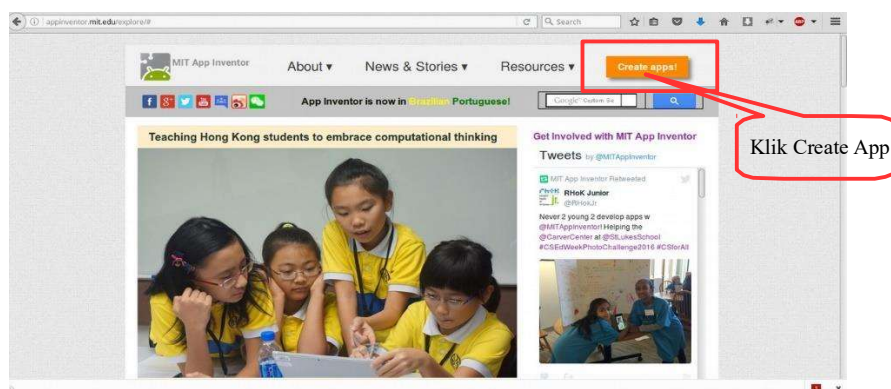 appinventor.mit.edu/explore/#
Search
MIT App Inventor
About ▾
News & Stories ▾
Resources ▾
Create apps!
App Inventor is now in Brazilian Portuguese!
Google™ Custom Se
Klik Create App
Teaching Hong Kong students to embrace computational thinking
Get Involved with MIT App Inventor
Tweets by @MITAppInventor
MIT App Inventor Retweeted
RHoK Junior
@RHoKJr
Never 2 young 2 develop apps w
@MITAppInventor! Helping the
@CarverCenter at @StLukesSchool
#CSEdWeekPhotoChallenge2016 #CSforAll